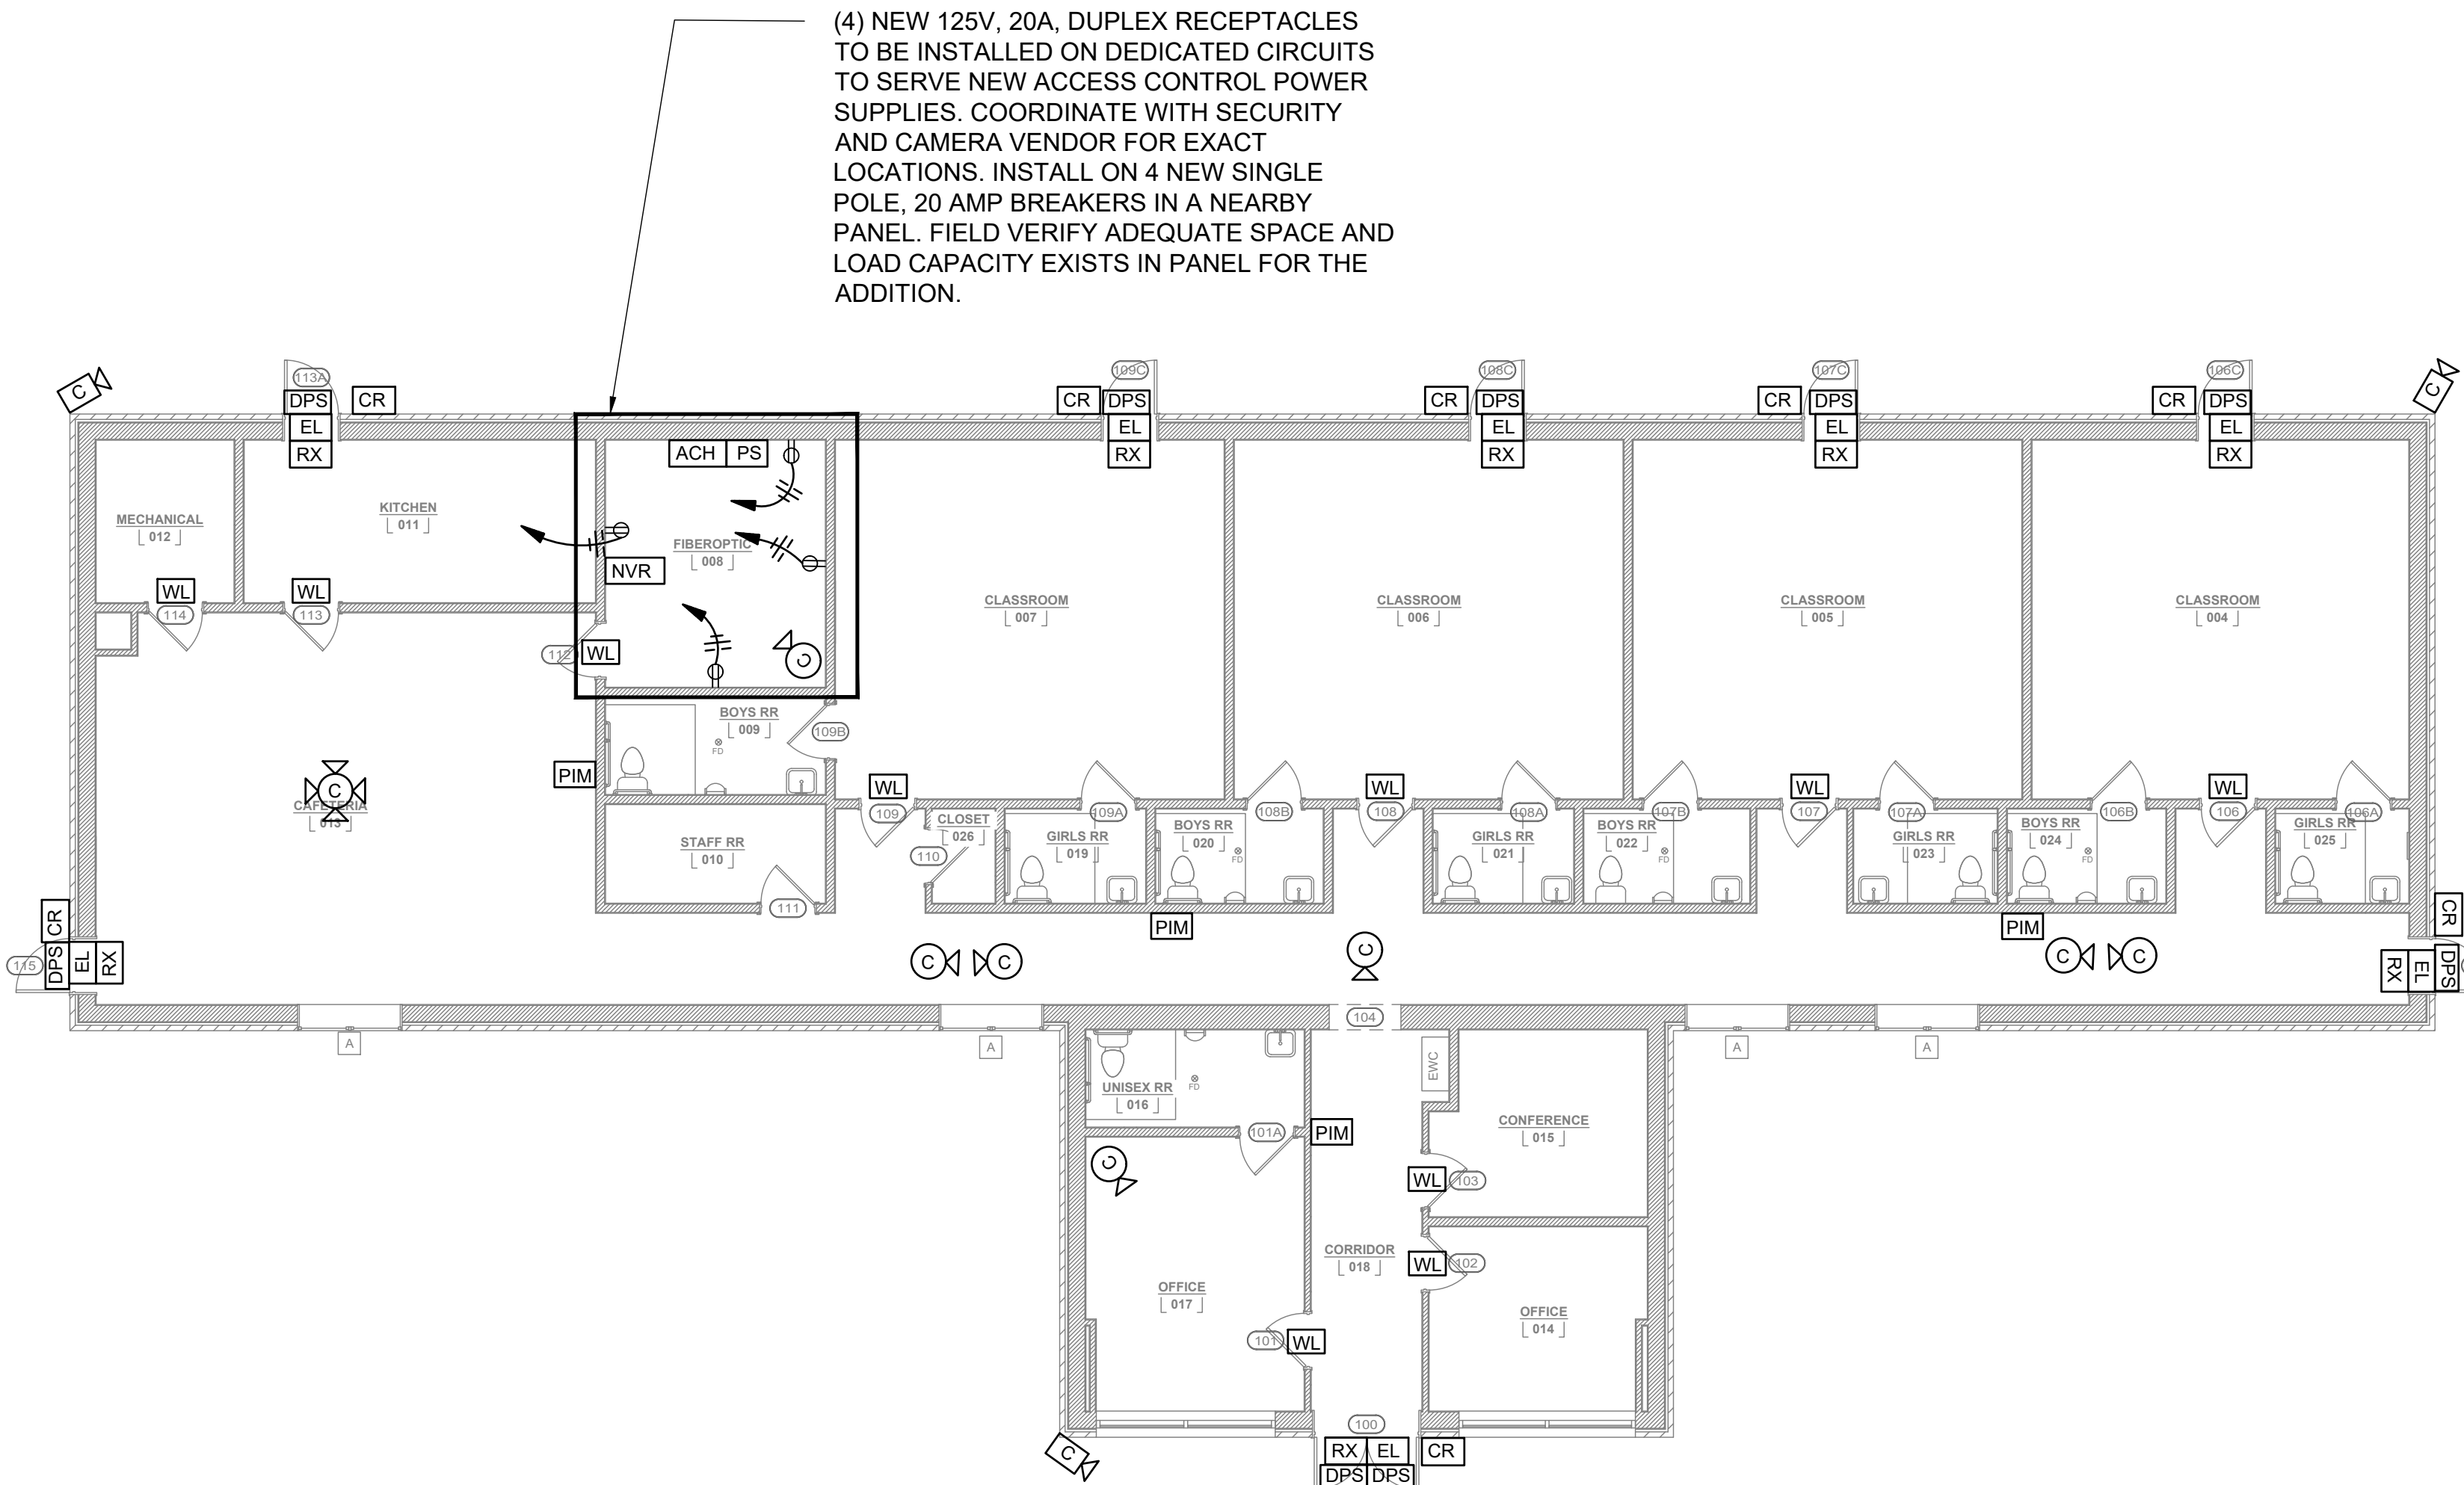 (4) NEW 125V, 20A, DUPLEX RECEPTACLES
TO BE INSTALLED ON DEDICATED CIRCUITS
TO SERVE NEW ACCESS CONTROL POWER
SUPPLIES. COORDINATE WITH SECURITY
AND CAMERA VENDOR FOR EXACT
LOCATIONS. INSTALL ON 4 NEW SINGLE
POLE, 20 AMP BREAKERS IN A NEARBY
PANEL. FIELD VERIFY ADEQUATE SPACE AND
LOAD CAPACITY EXISTS IN PANEL FOR THE
ADDITION.
C
113A
DPS
CR
EL
RX
109C
CR
DPS
EL
RX
108C
CR
DPS
EL
RX
107C
CR
DPS
EL
RX
106C
CR
DPS
EL
RX
C
ACH
PS
MECHANICAL
012
KITCHEN
011
FIBEROPTIC
008
NVR
WL
114
WL
113
112
WL
C
CLASSROOM
007
CLASSROOM
006
CLASSROOM
005
CLASSROOM
004
BOYS RR
009
FD
109B
PIM
C
CAFETERIA
013
STAFF RR
010
111
WL
109
CLOSET
026
110
109A
GIRLS RR
019
BOYS RR
020
FD
108B
WL
108
108A
GIRLS RR
021
BOYS RR
022
FD
107B
WL
107
107A
GIRLS RR
023
BOYS RR
024
FD
106B
WL
106
GIRLS RR
025
106A
PIM
PIM
CR
115
DPS
EL
RX
C
C
C
C
C
CR
RX
EL
DPS
A
A
104
A
A
UNISEX RR
016
FD
EWC
101A
PIM
CONFERENCE
015
C
WL
103
CORRIDOR
018
WL
102
OFFICE
017
OFFICE
014
101
WL
100
C
RX
EL
CR
DPS
DPS